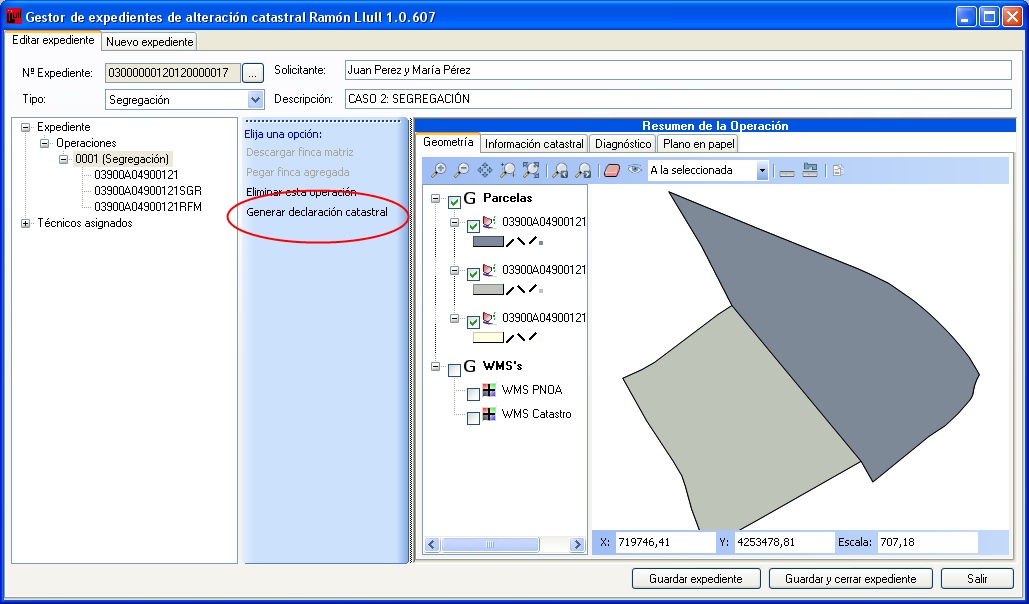 Gestor de expedientes de alteración catastral Ramón Llull 1.0.607
Editar expediente Nuevo expediente
Nº Expediente: 03000000120120000017 ... Solicitante: Juan Perez y María Pérez
Tipo: Segregación Descripción: CASO 2: SEGREGACIÓN
Expediente
Operaciones
0001 (Segregación)
03900A04900121
03900A04900121SGR
03900A04900121RFM
Técnicos asignados
Elija una opción:
Descargar finca matriz
Pegar finca agregada
Eliminar esta operación
Generar declaración catastral
Resumen de la Operación
Geometría Información catastral Diagnóstico Plano en papel
A la seleccionada
G Parcelas
03900A04900121
03900A04900121
03900A04900121
G WMS's
WMS PNOA
WMS Catastro
X: 719746,41 Y: 4253478,81 Escala: 707,18
Guardar expediente Guardar y cerrar expediente Salir